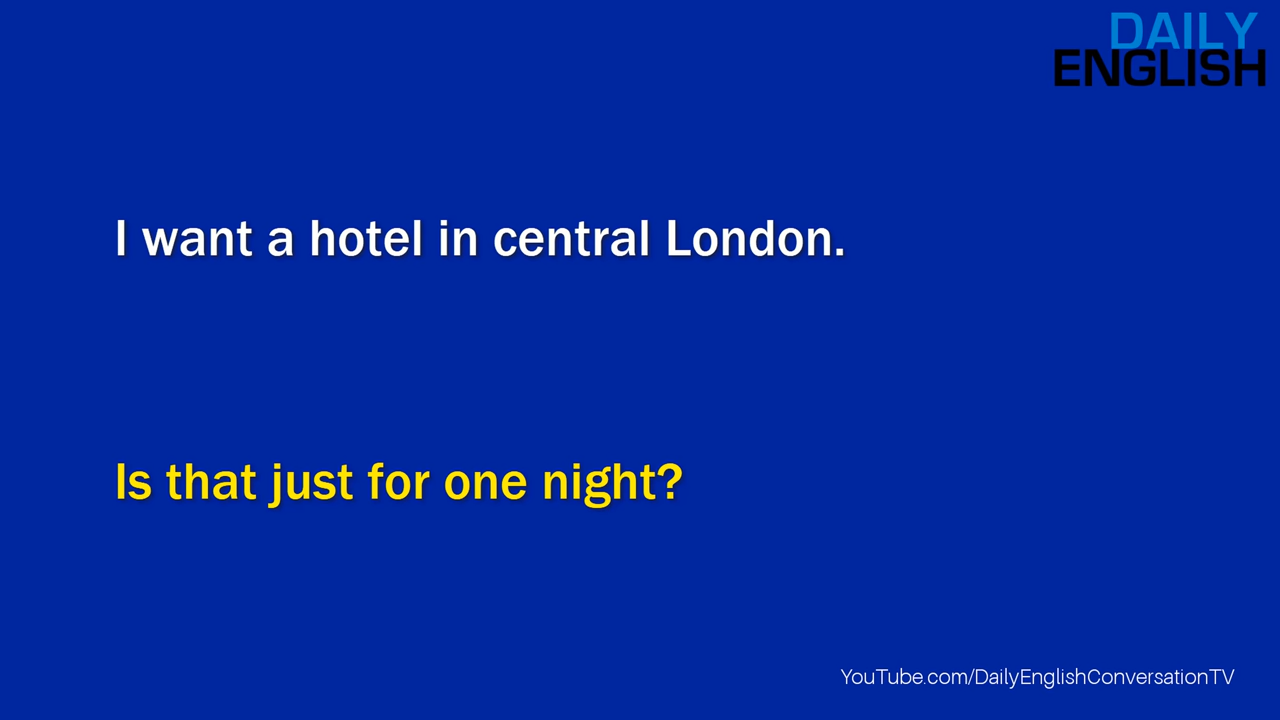 DAILY
ENGLISH
I want a hotel in central London.
Is that just for one night?
YouTube.com/DailyEnglishConversationTV